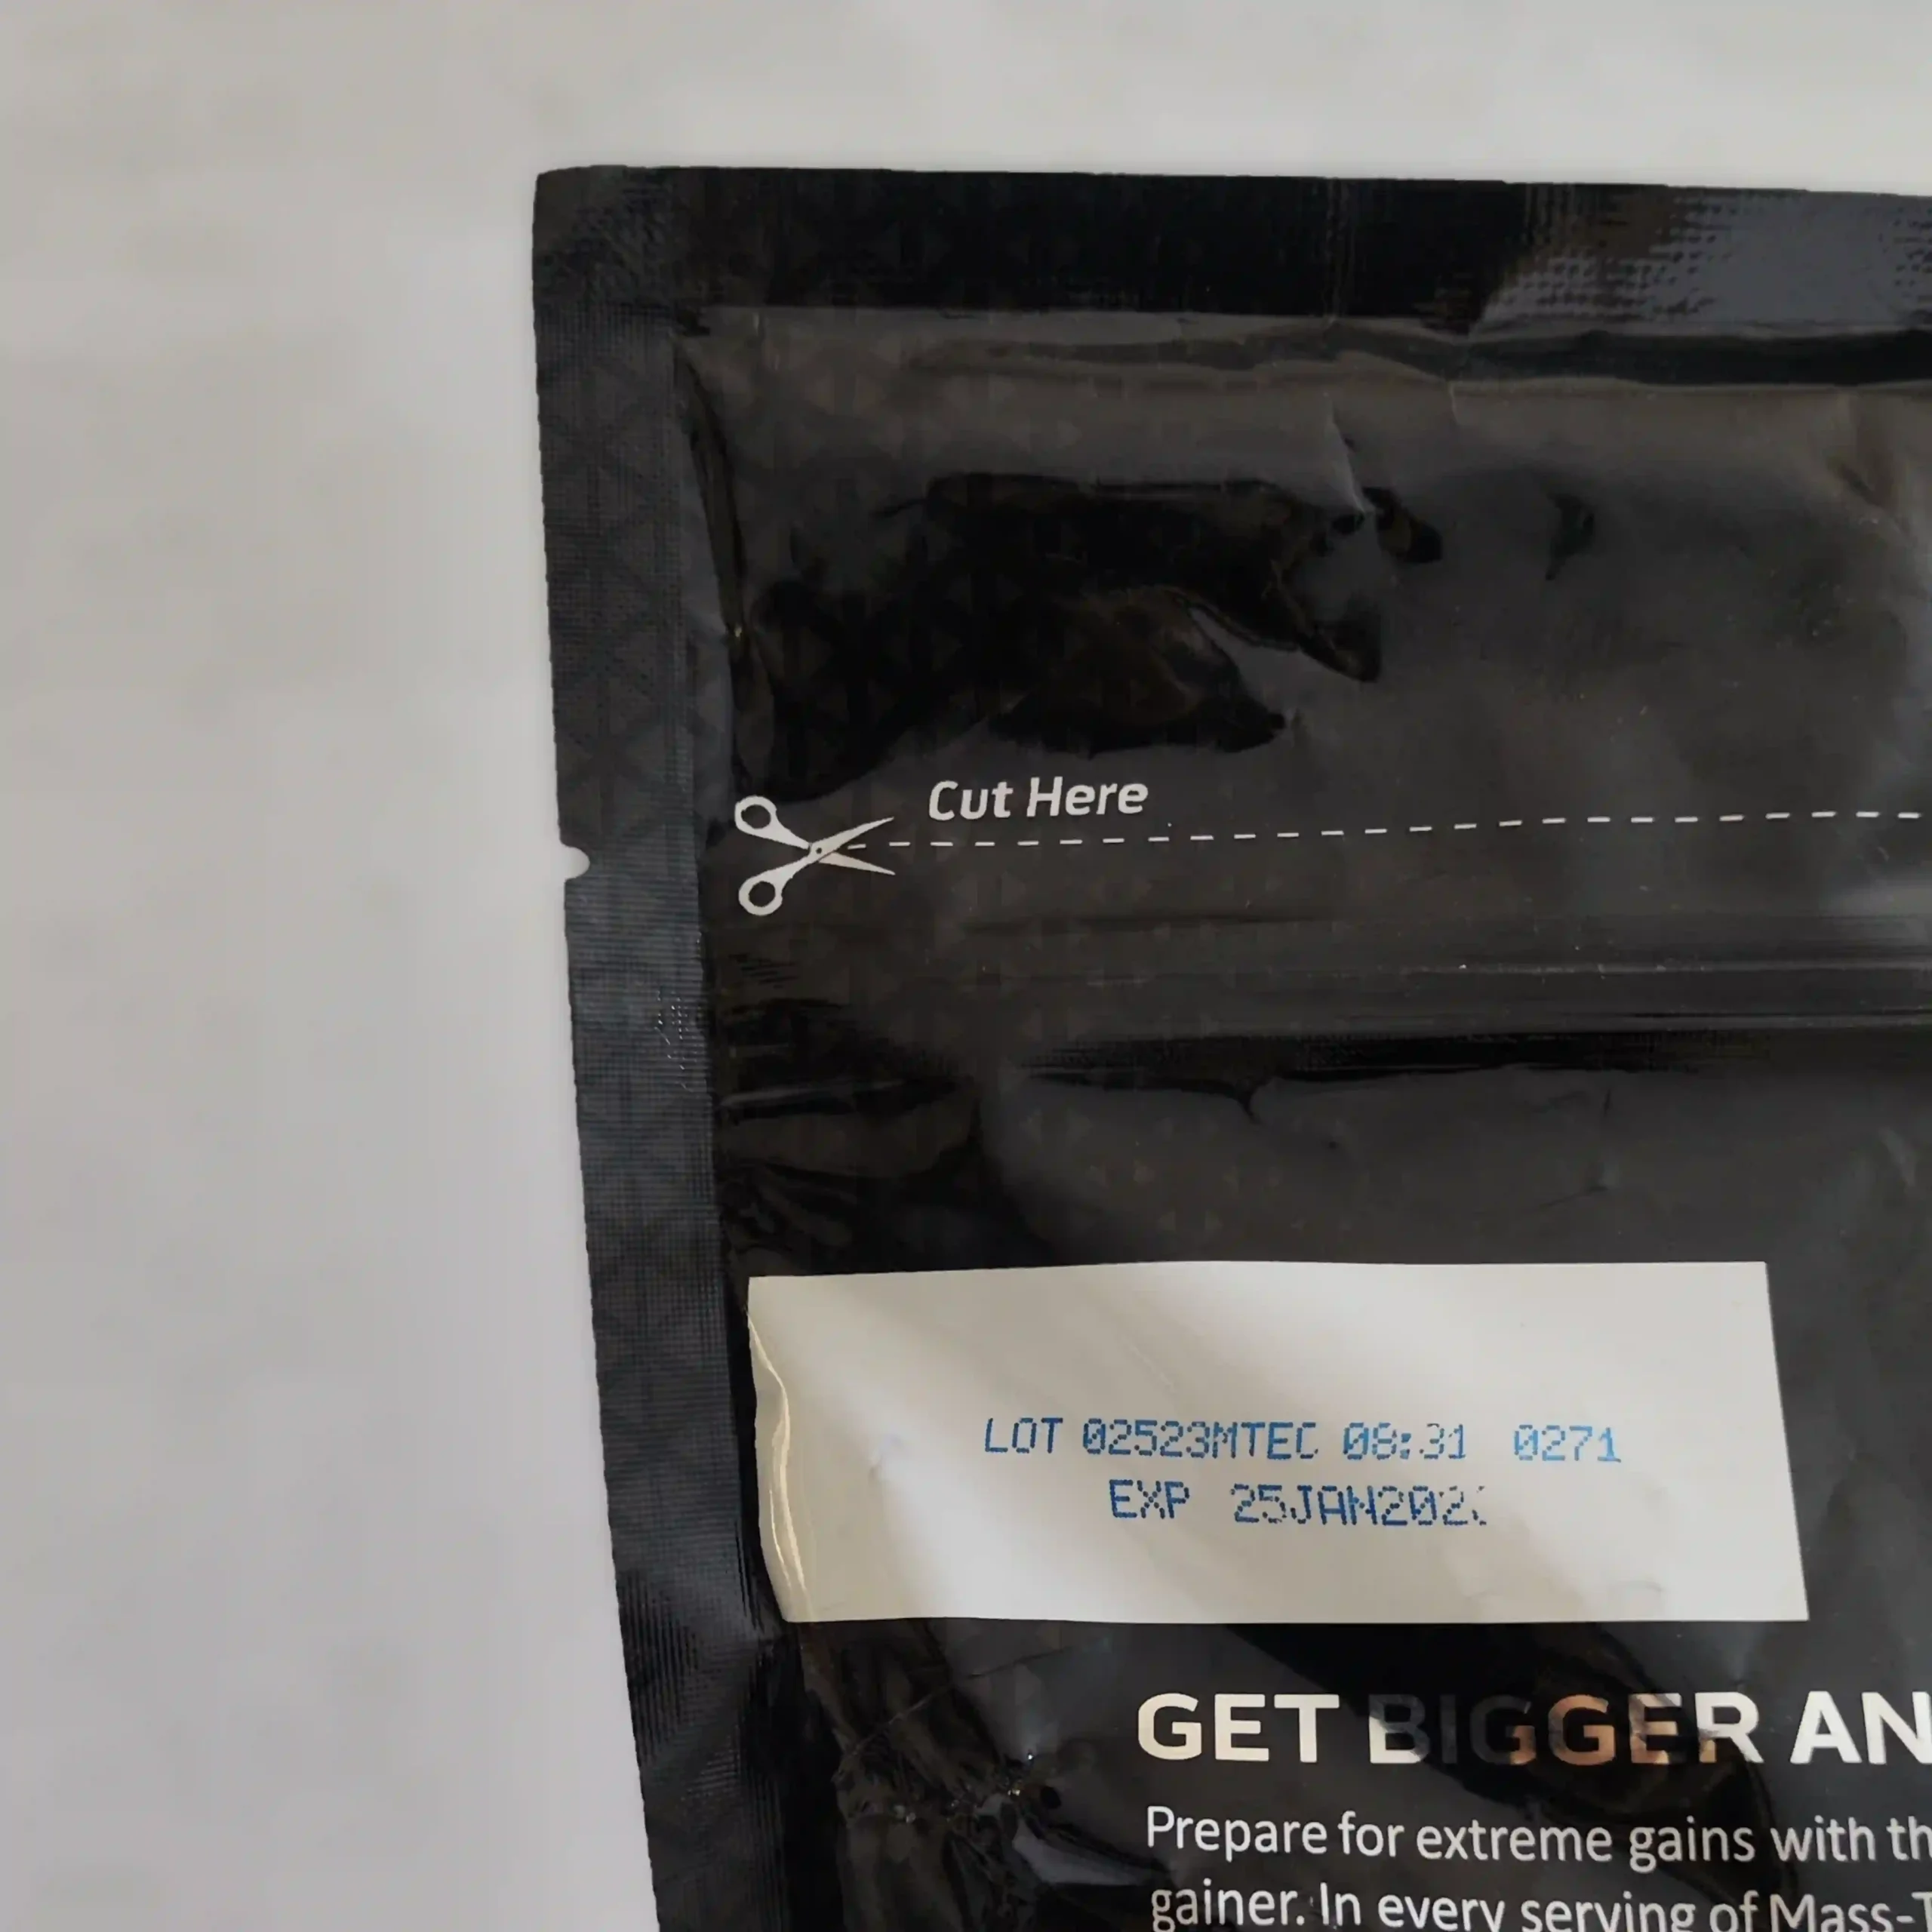 Cut Here
LOT 02523MTEC 08:31 0271
EXP
GET BIGGER AN
Prepare for extreme gains with th
gainer. In every serving of Mass-T